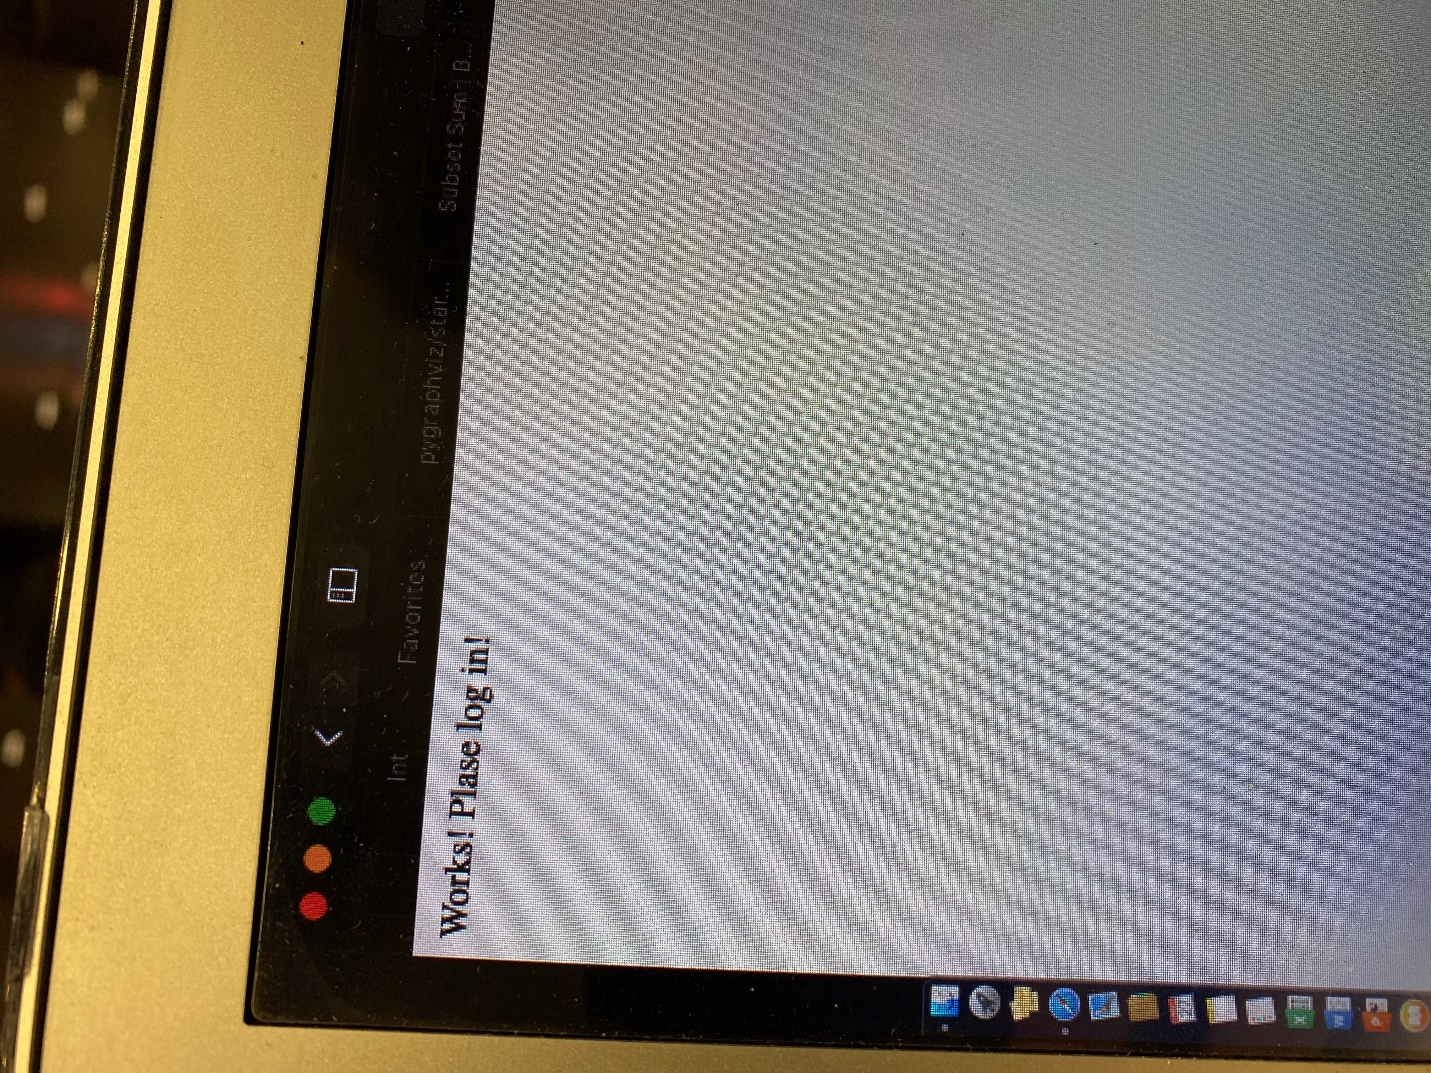 Int
Favorites
pygraphviz/star...
Subset Sum | B...
Works! Plase log in!